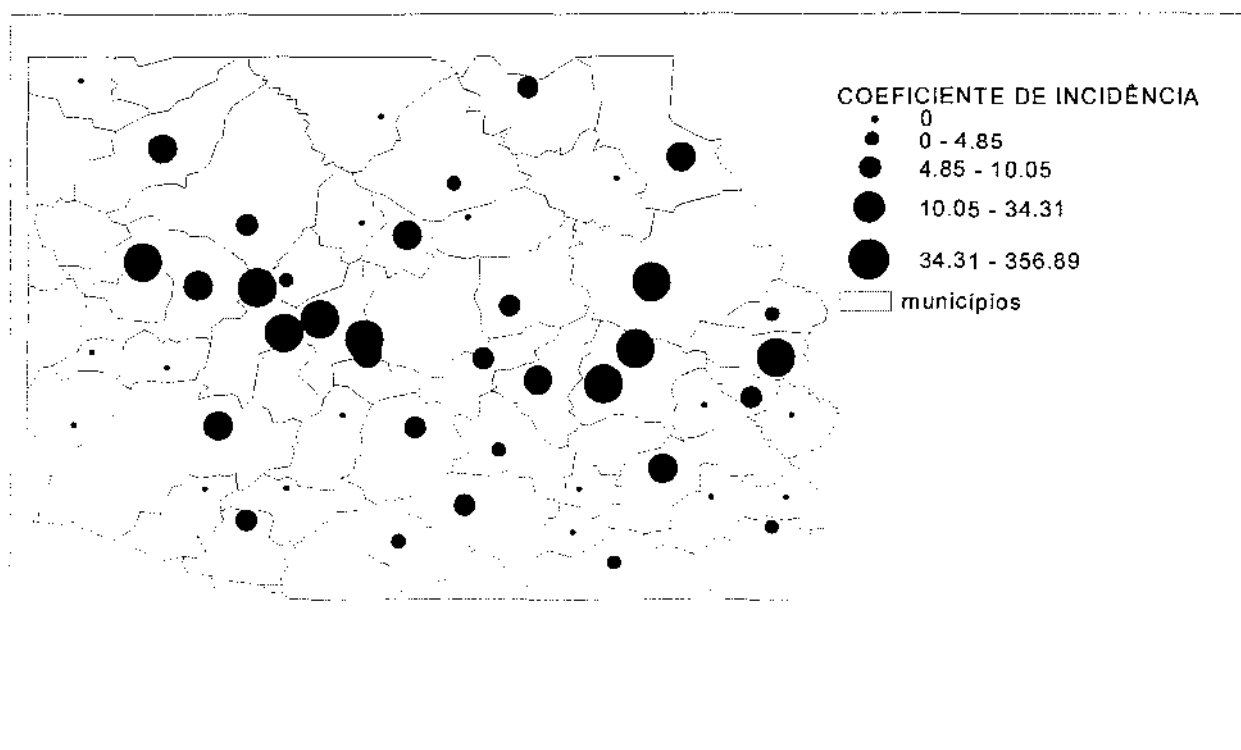 COEFICIENTE DE INCIDÊNCIA
0
0 - 4.85
4.85 - 10.05
10.05 - 34.31
34.31 - 356.89
municípios